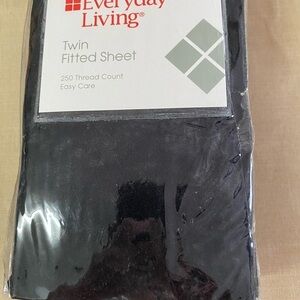 Everyday
Living®
Twin
Fitted Sheet
250 Thread Count
Easy Care